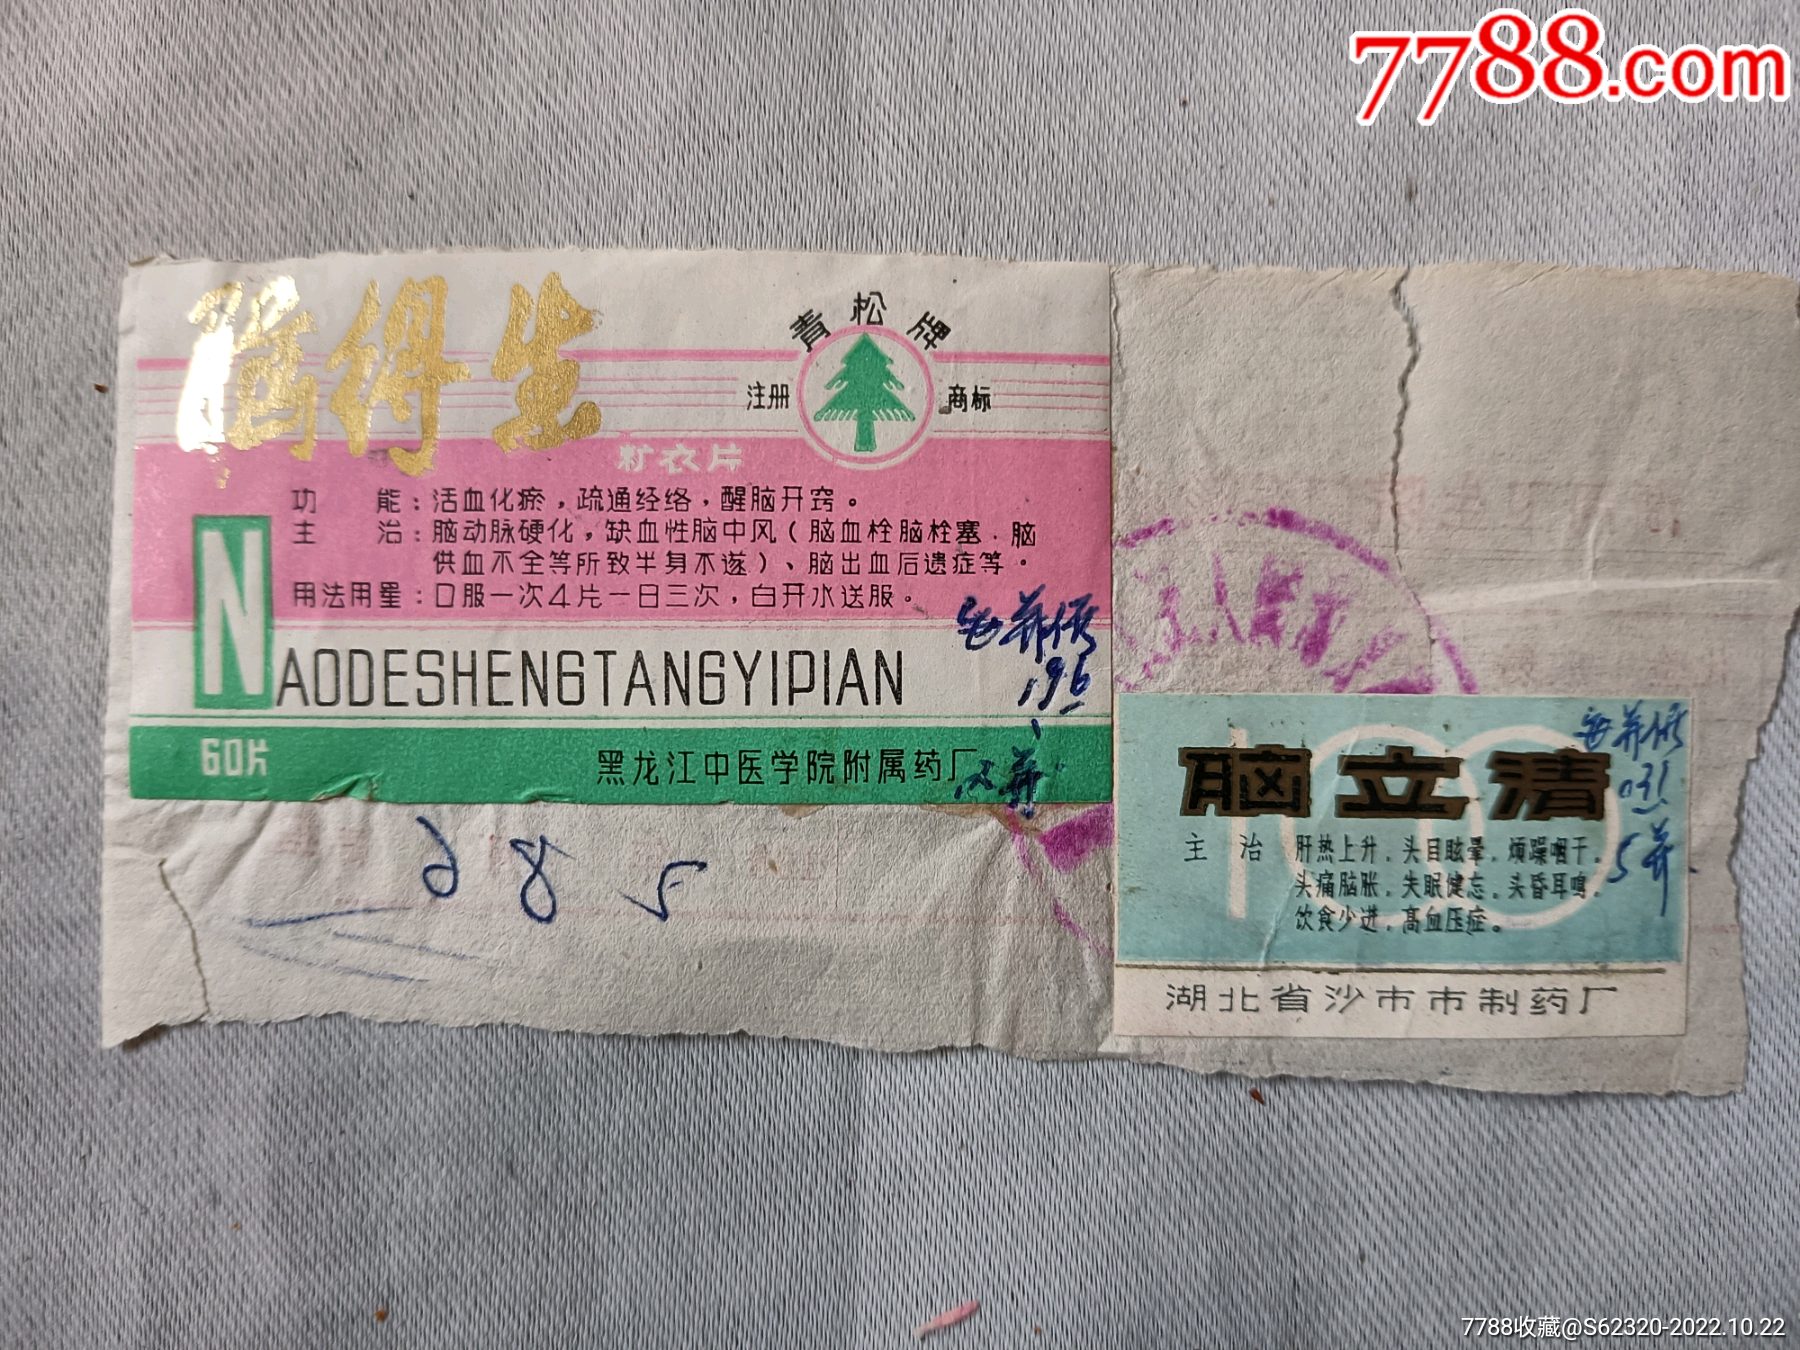 7788.com
脑得生
青松牌
注册 商标
糖衣片
功 能：活血化瘀，疏通经络，醒脑开窍。
主 治：脑动脉硬化，缺血性脑中风（脑血栓脑栓塞．脑
供血不全等所致半身不遂）、脑出血后遗症等。
用法用量：口服一次4片一日三次，白开水送服。
NAODESHENGTANGYIPIAN
60片
黑龙江中医学院附属药厂
196
285
100
脑立清
主 治 肝热上升．头目眩晕．烦躁咽干．
头痛脑胀．失眠健忘．头昏耳鸣．
饮食少进．高血压症。
031
湖北省沙市市制药厂
7788收藏@S62320-2022.10.22